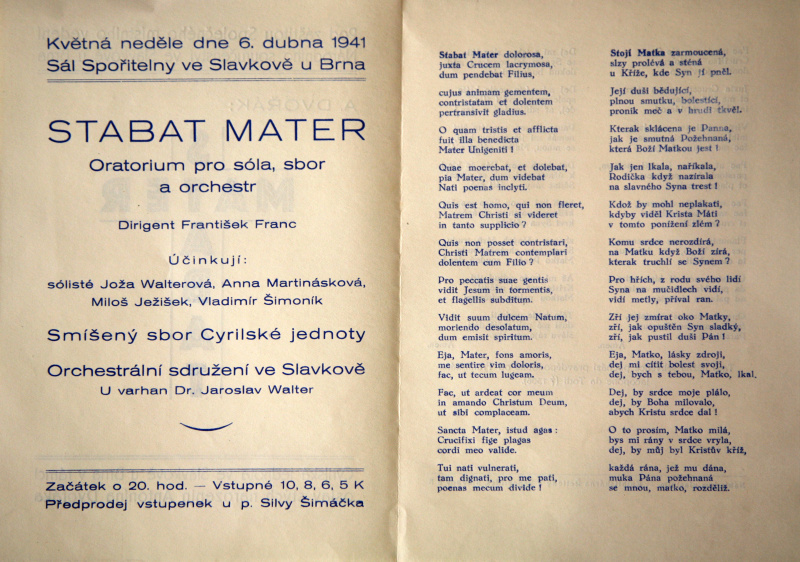 Květná neděle dne 6. dubna 1941
Sál Spořitelny ve Slavkově u Brna
STABAT MATER
Oratorium pro sóla, sbor
a orchestr
Dirigent František Franc
Účinkují:
sólisté Joža Walterová, Anna Martinásková,
Miloš Ježišek, Vladimír Šimoník
Smíšený sbor Cyrilské jednoty
Orchestrální sdružení ve Slavkově
U varhan Dr. Jaroslav Walter
Začátek o 20. hod. — Vstupné 10, 8, 6, 5 K
Předprodej vstupenek u p. Silvy Šimáčka
Stabat Mater dolorosa,
juxta Crucem lacrymosa,
dum pendebat Filius,
cujus animam gementem,
contristatam et dolentem
pertransivit gladius.
O quam tristis et afflicta
fuit illa benedicta
Mater Unigeniti !
Quae moerebat, et dolebat,
pia Mater, dum videbat
Nati poenas inclyti.
Quis est homo, qui non fleret,
Matrem Christi si videret
in tanto supplicio ?
Quis non posset contristari,
Christi Matrem contemplari
dolentem cum Filio ?
Pro peccatis suae gentis
vidit Jesum in tormentis,
et flagellis subditum.
Vidit suum dulcem Natum,
moriendo desolatum,
dum emisit spiritum.
Eja, Mater, fons amoris,
me sentire vim doloris,
fac, ut tecum lugeam.
Fac, ut ardeat cor meum
in amando Christum Deum,
ut sibi complaceam.
Sancta Mater, istud agas :
Crucifixi fige plagas
cordi meo valide.
Tui nati vulnerati,
tam dignati, pro me pati,
poenas mecum divide !
Stojí Matka zarmoucená,
slzy prolévá a sténá
u Kříže, kde Syn jí pněl.
Její duší bědující,
plnou smutku, bolestící,
pronik meč a v hrudi tkvěl.
Kterak sklácena je Panna,
jak je smutná Požehnaná,
která Boží Matkou jest !
Jak jen lkala, naříkala,
Rodička když nazírala
na slavného Syna trest !
Kdož by mohl neplakati,
kdyby viděl Krista Máti
v tomto ponížení zlém ?
Komu srdce nerozdírá,
na Matku když Boží zírá,
kterak truchlí se Synem ?
Pro hřích, z rodu svého lidí
Syna na mučidlech vidí,
vidí metly, příval ran.
Zří jej zmírat oko Matky,
zří, jak opuštěn Syn sladký,
zří, jak pustil duši Pán !
Eja, Matko, lásky zdroji,
dej mi cítit bolest svoji,
dej, bych s tebou, Matko, lkal.
Dej, by srdce moje plálo,
dej, by Boha milovalo,
abych Kristu srdce dal !
O to prosím, Matko milá,
bys mi rány v srdce vryla,
dej, by můj byl Kristův kříž,
každá rána, jež mu dána,
muka Pána požehnaná
se mnou, matko, rozděliž.